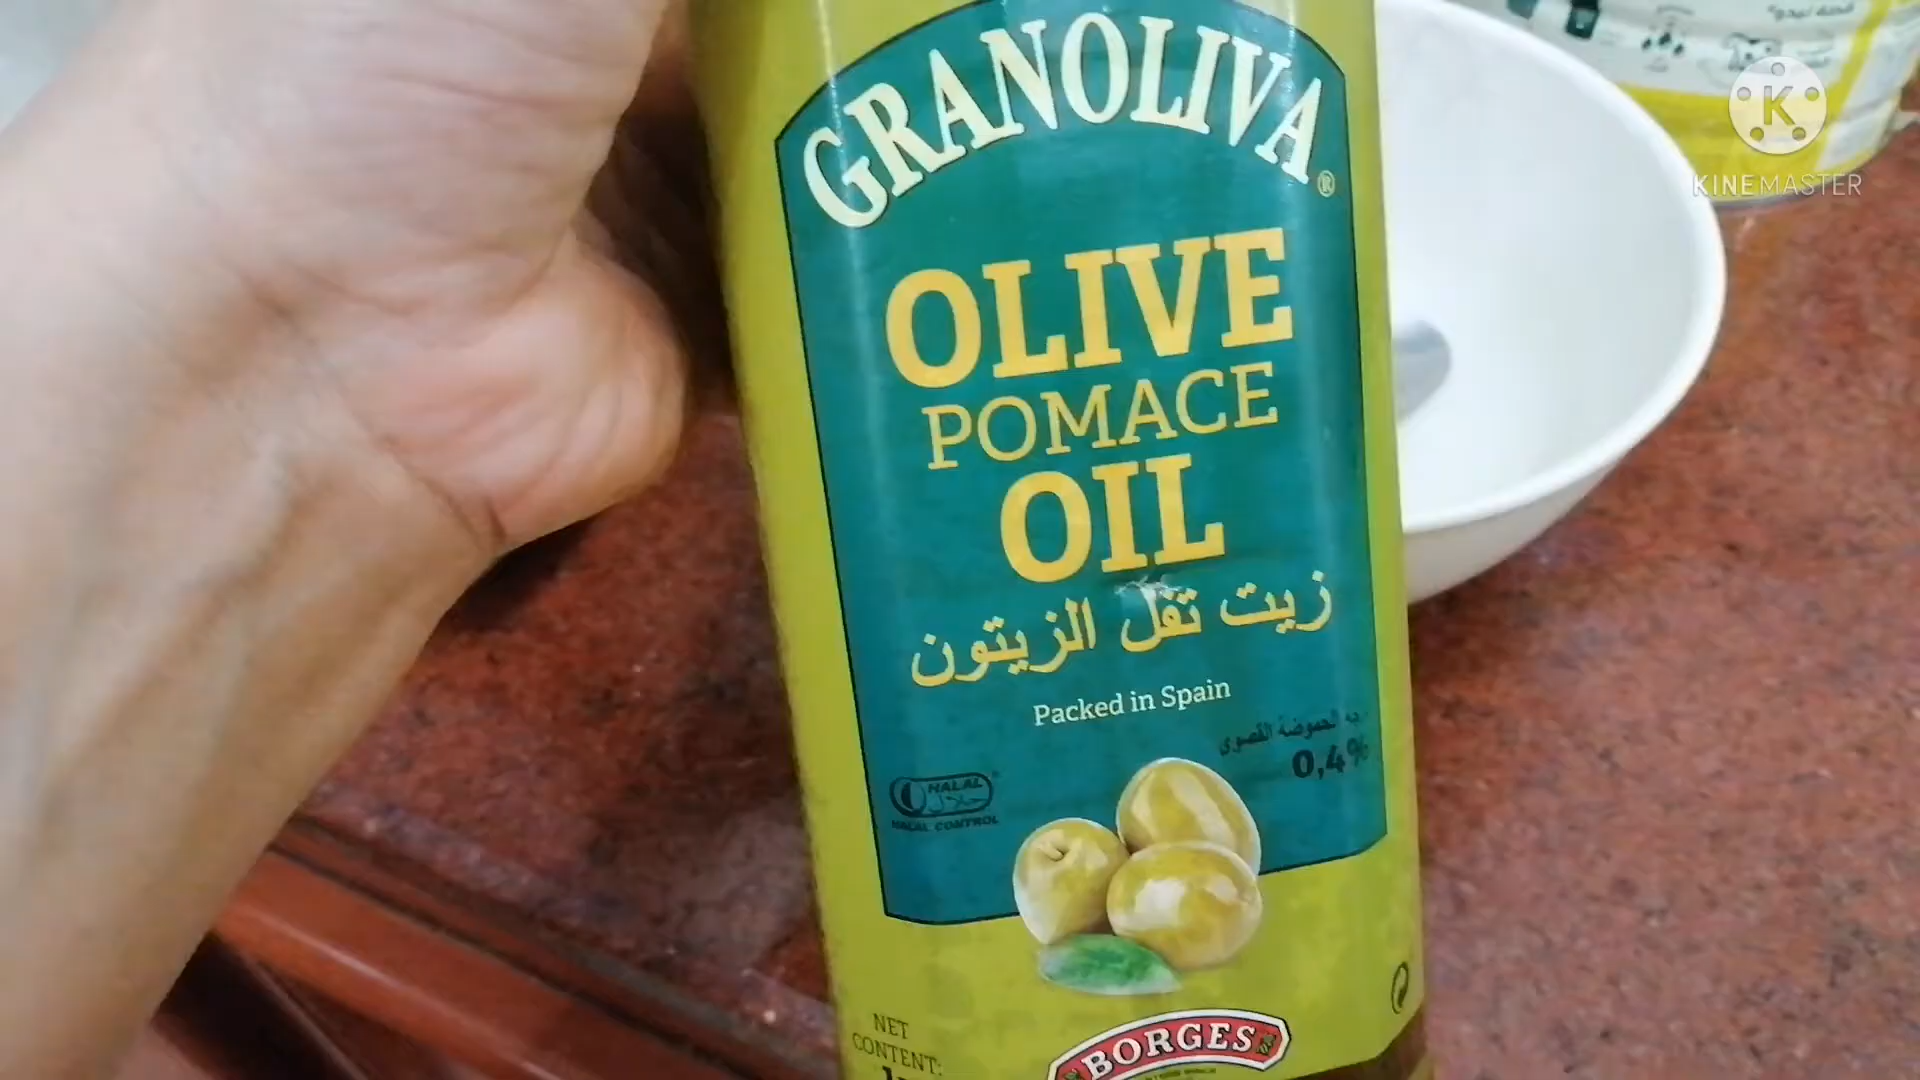 GRANOLIVA®
OLIVE
POMACE
OIL
زيت تفل الزيتون
Packed in Spain
الحموضة القصوى
0,4%
HALAL
حلال
HALAL CONTROL
NET
CONTENT:
BORGES
K
KINEMASTER